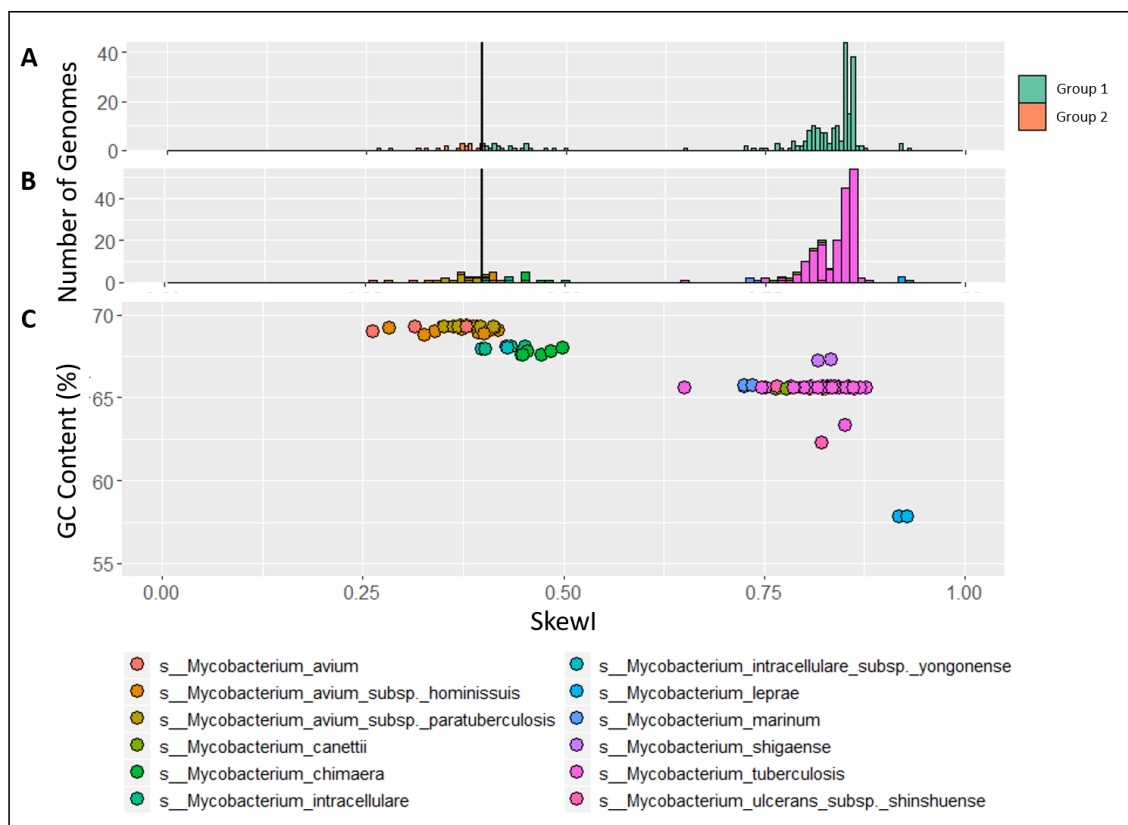 A
40
20
0
Number of Genomes
Group 1
Group 2
B
40
20
0
C
70
65
60
55
GC Content (%)
0.00 0.25 0.50 0.75 1.00
SkewI
s__Mycobacterium_avium
s__Mycobacterium_avium_subsp._hominissuis
s__Mycobacterium_avium_subsp._paratuberculosis
s__Mycobacterium_canettii
s__Mycobacterium_chimaera
s__Mycobacterium_intracellulare
s__Mycobacterium_intracellulare_subsp._yongonense
s__Mycobacterium_leprae
s__Mycobacterium_marinum
s__Mycobacterium_shigaense
s__Mycobacterium_tuberculosis
s__Mycobacterium_ulcerans_subsp._shinshuense